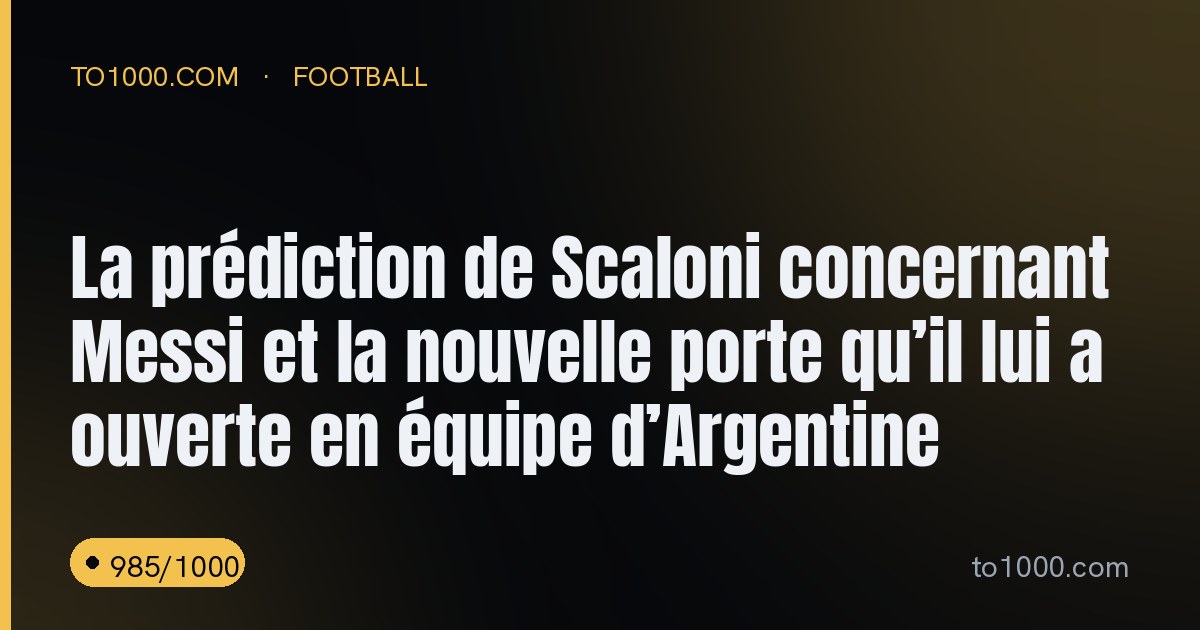 TO1000.COM · FOOTBALL
La prédiction de Scaloni concernant
Messi et la nouvelle porte qu’il lui a
ouverte en équipe d’Argentine
985/1000
to1000.com